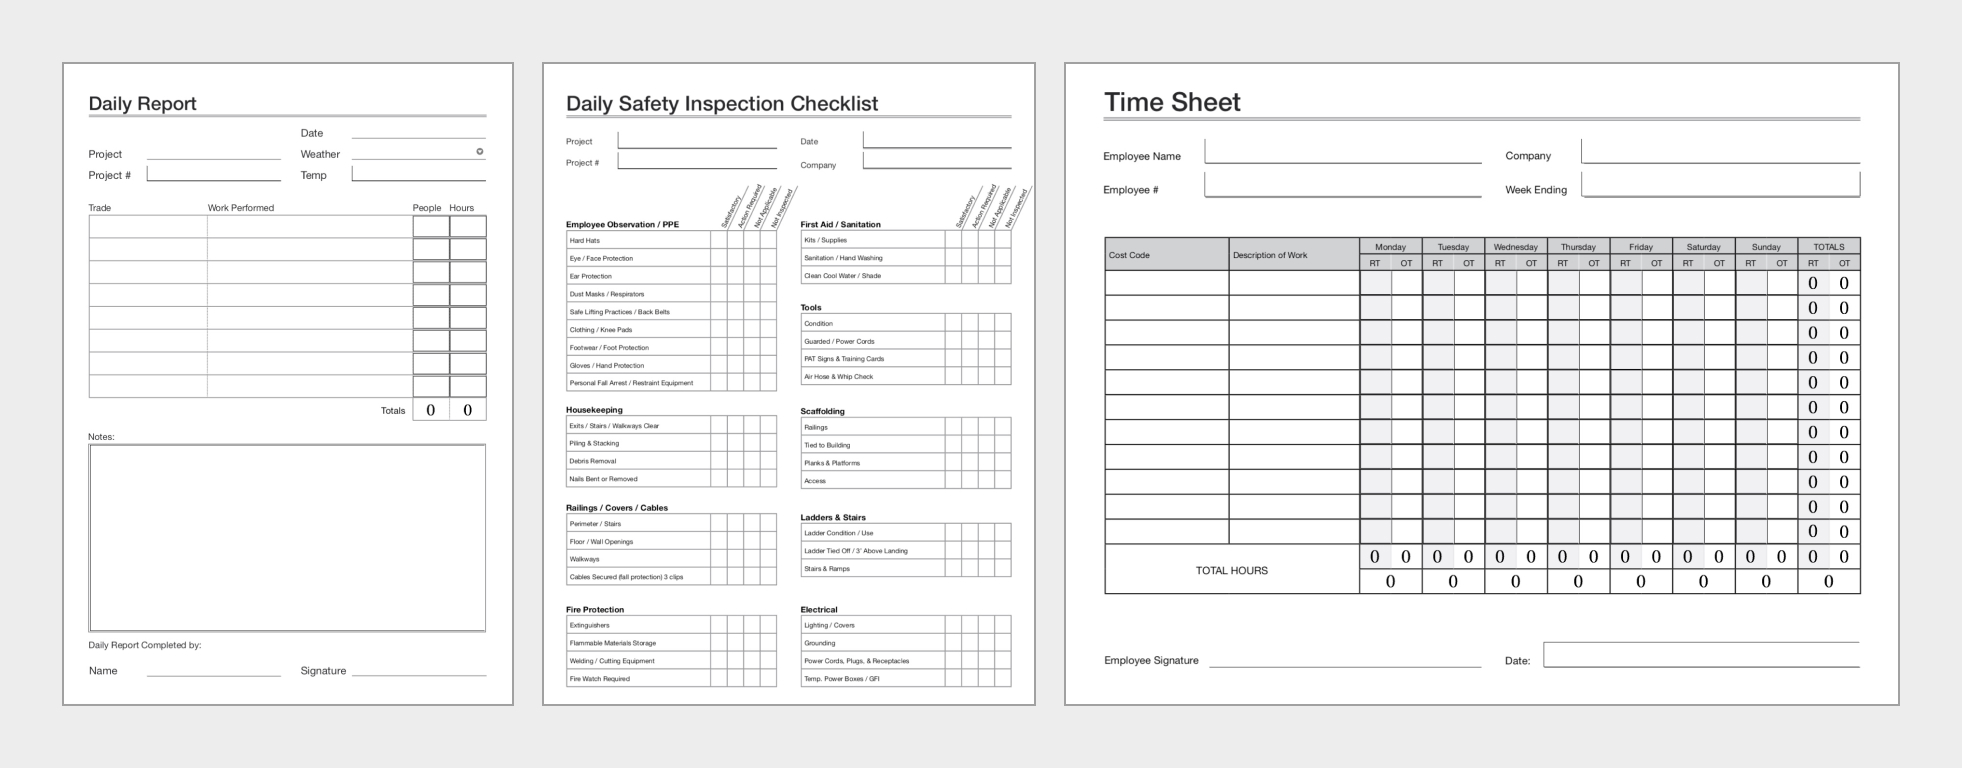 Daily Report
Date
Project Weather
Project # Temp
Trade Work Performed People Hours
Totals 0 0
Notes:
Daily Report Completed by:
Name Signature
Daily Safety Inspection Checklist
Project
Project #
Date
Company
Satisfactory
Action Required
Not Applicable
Not Inspected
Employee Observation / PPE
Hard Hats
Eye / Face Protection
Ear Protection
Dust Masks / Respirators
Safe Lifting Practices / Back Belts
Clothing / Knee Pads
Footwear / Foot Protection
Gloves / Hand Protection
Personal Fall Arrest / Restraint Equipment
Housekeeping
Exits / Stairs / Walkways Clear
Piling & Stacking
Debris Removal
Nails Bent or Removed
Railings / Covers / Cables
Perimeter / Stairs
Floor / Wall Openings
Walkways
Cables Secured (fall protection) 3 clips
Fire Protection
Extinguishers
Flammable Materials Storage
Welding / Cutting Equipment
Fire Watch Required
Satisfactory
Action Required
Not Applicable
Not Inspected
First Aid / Sanitation
Kits / Supplies
Sanitation / Hand Washing
Clean Cool Water / Shade
Tools
Condition
Guarded / Power Cords
PAT Signs & Training Cards
Air Hose & Whip Check
Scaffolding
Railings
Tied to Building
Planks & Platforms
Access
Ladders & Stairs
Ladder Condition / Use
Ladder Tied Off / 3' Above Landing
Stairs & Ramps
Electrical
Lighting / Covers
Grounding
Power Cords, Plugs, & Receptacles
Temp. Power Boxes / GFI
Time Sheet
Employee Name Company
Employee # Week Ending
Cost Code Description of Work Monday Tuesday Wednesday Thursday Friday Saturday Sunday TOTALS
RT OT RT OT RT OT RT OT RT OT RT OT RT OT RT OT
0 0
0 0
0 0
0 0
0 0
0 0
0 0
0 0
0 0
0 0
0 0
TOTAL HOURS
0 0 0 0 0 0 0 0 0 0 0 0 0 0 0 0
0 0 0 0 0 0 0 0
Employee Signature Date: